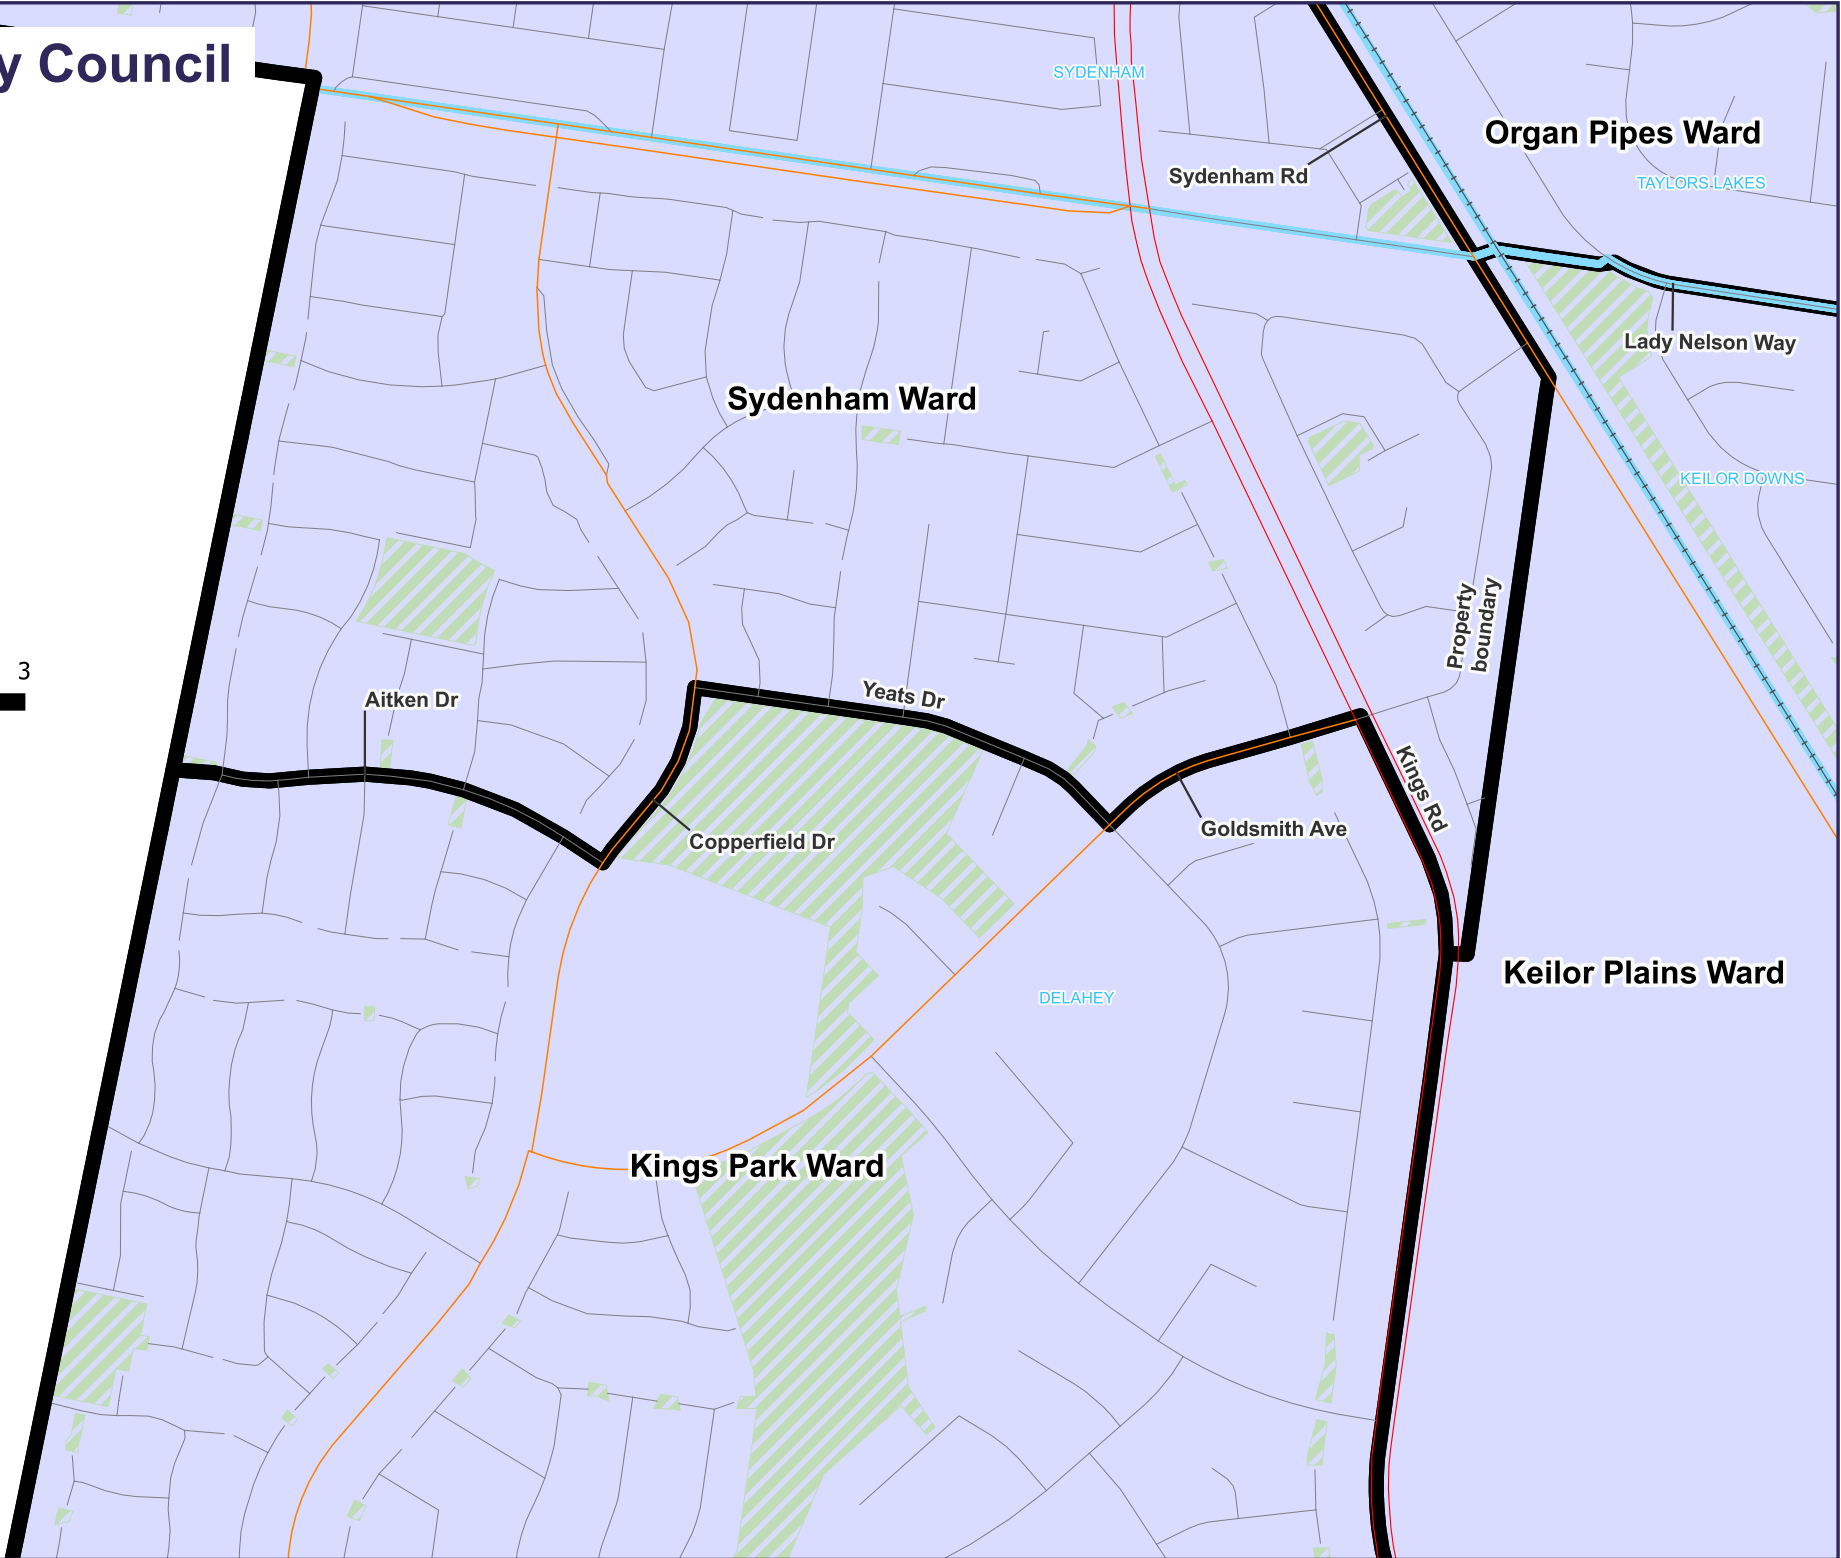 y Council
SYDENHAM
Organ Pipes Ward
Sydenham Rd
TAYLORS LAKES
Lady Nelson Way
Sydenham Ward
KEILOR DOWNS
Property
boundary
3
Aitken Dr
Yeats Dr
Kings Rd
Copperfield Dr
Goldsmith Ave
Keilor Plains Ward
DELAHEY
Kings Park Ward